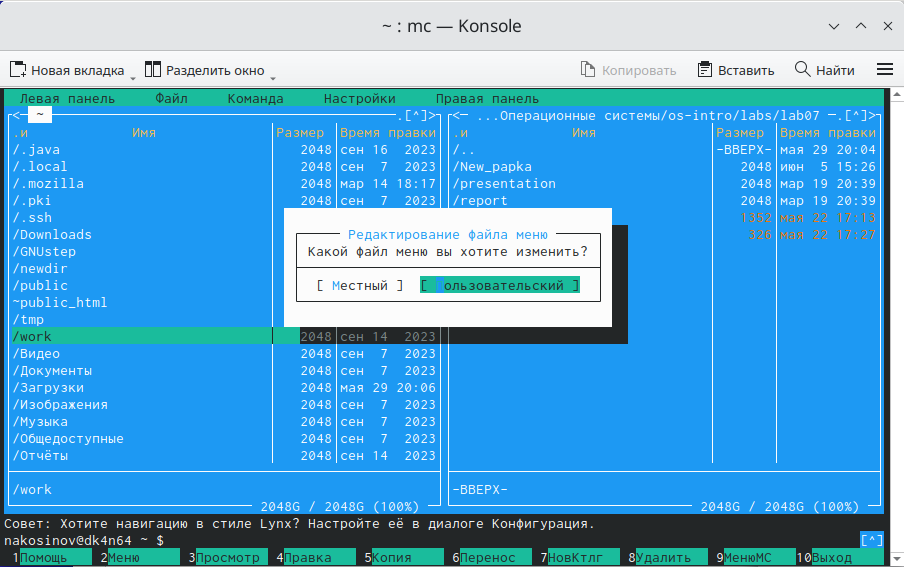 ~ : mc — Konsole
Новая вкладка Разделить окно Копировать Вставить Найти
Левая панель Файл Команда Настройки Правая панель
<— ~ .[^]> <— ...Операционные системы/os-intro/labs/lab07 —.[^]>
.и Имя Размер Время правки .и Имя Размер Время правки
/.java 2048 сен 16 2023 /.. -ВВЕРХ- мая 29 20:04
/.local 2048 сен 7 2023 /New_papka 2048 июн 5 15:26
/.mozilla 2048 мар 14 18:17 /presentation 2048 мар 19 20:39
/.pki 2048 сен 7 2023 /report 2048 мар 19 20:39
/.ssh 1352 мая 22 17:13
/Downloads 326 мая 22 17:27
Редактирование файла меню
/GNUstep Какой файл меню вы хотите изменить?
/newdir
/public [ Местный ] [ Пользовательский ]
~public_html
/tmp
/work 2048 сен 14 2023
/Видео 2048 сен 7 2023
/Документы 2048 сен 7 2023
/Загрузки 2048 мая 29 20:06
/Изображения 2048 сен 7 2023
/Музыка 2048 сен 7 2023
/Общедоступные 2048 сен 7 2023
/Отчёты 2048 сен 14 2023
/work -ВВЕРХ-
2048G / 2048G (100%) 2048G / 2048G (100%)
Совет: Хотите навигацию в стиле Lynx? Настройте её в диалоге Конфигурация.
nakosinov@dk4n64 ~ $ [^]
1Помощь 2Меню 3Просмотр 4Правка 5Копия 6Перенос 7НовКтлг 8Удалить 9МенюМС 10Выход